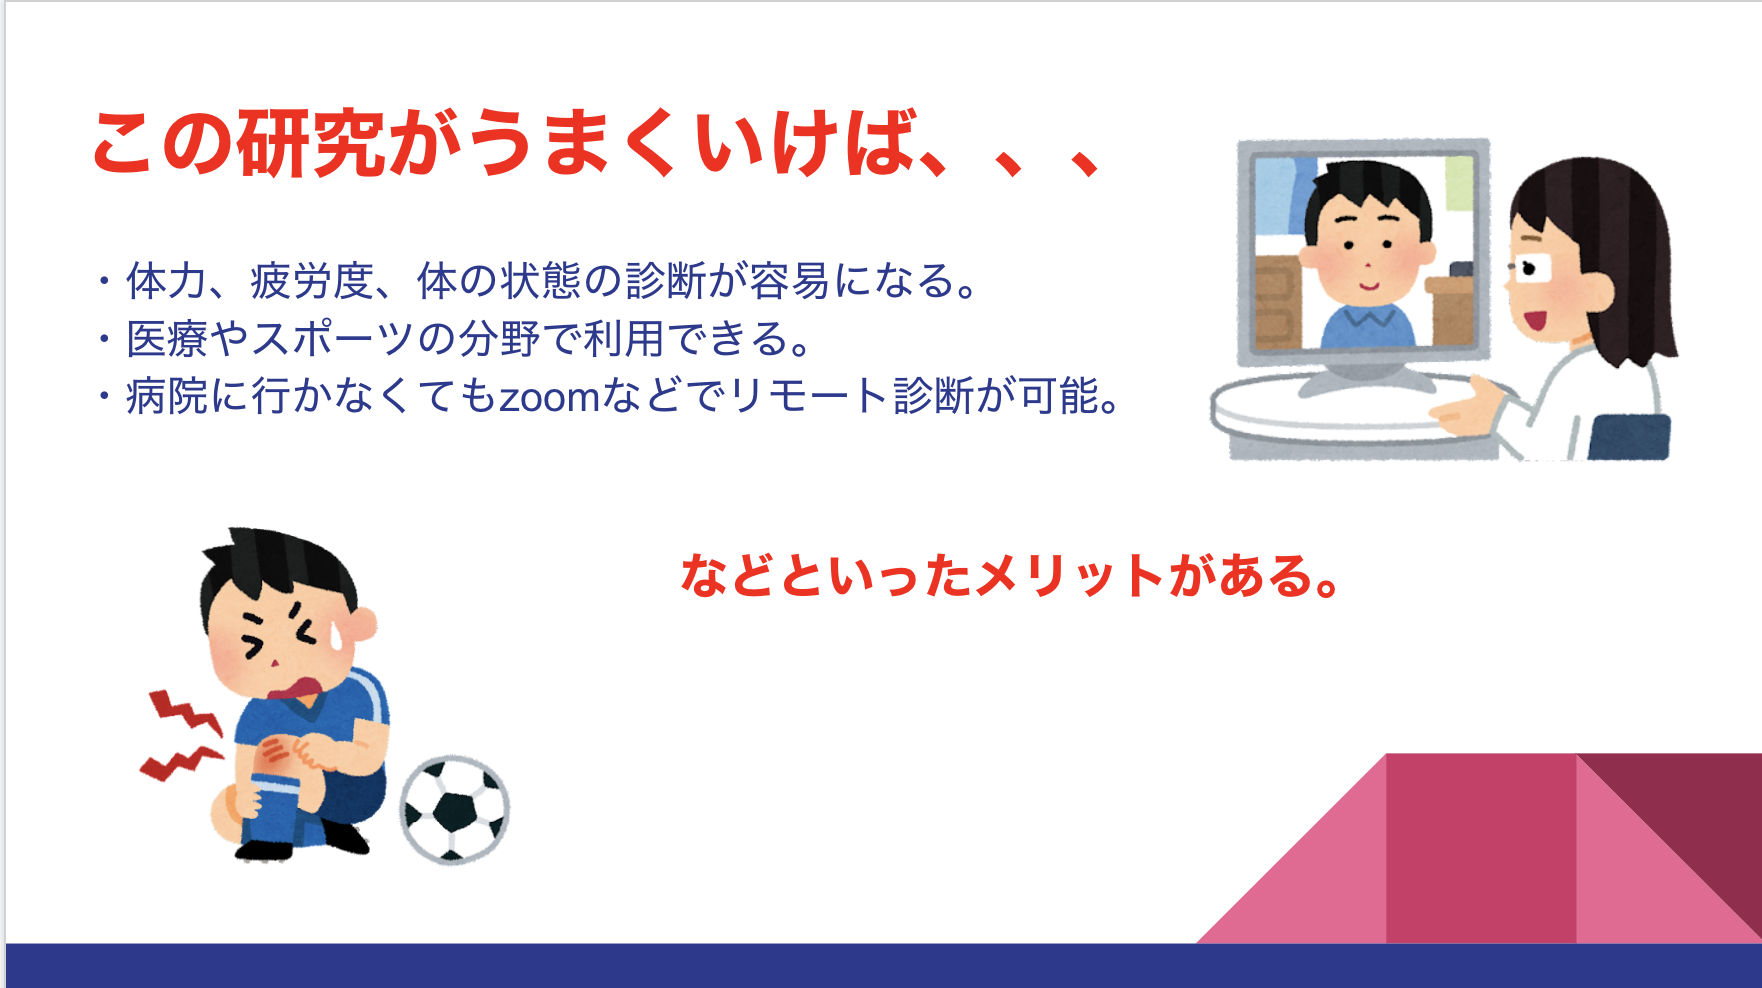 この研究がうまくいけば、、、
・体力、疲労度、体の状態の診断が容易になる。
・医療やスポーツの分野で利用できる。
・病院に行かなくてもzoomなどでリモート診断が可能。
などといったメリットがある。